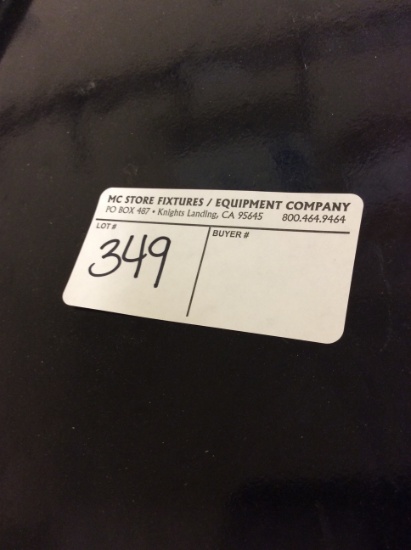 MC STORE FIXTURES / EQUIPMENT COMPANY
PO BOX 487 • Knights Landing, CA 95645 800.464.9464
LOT # BUYER #
349